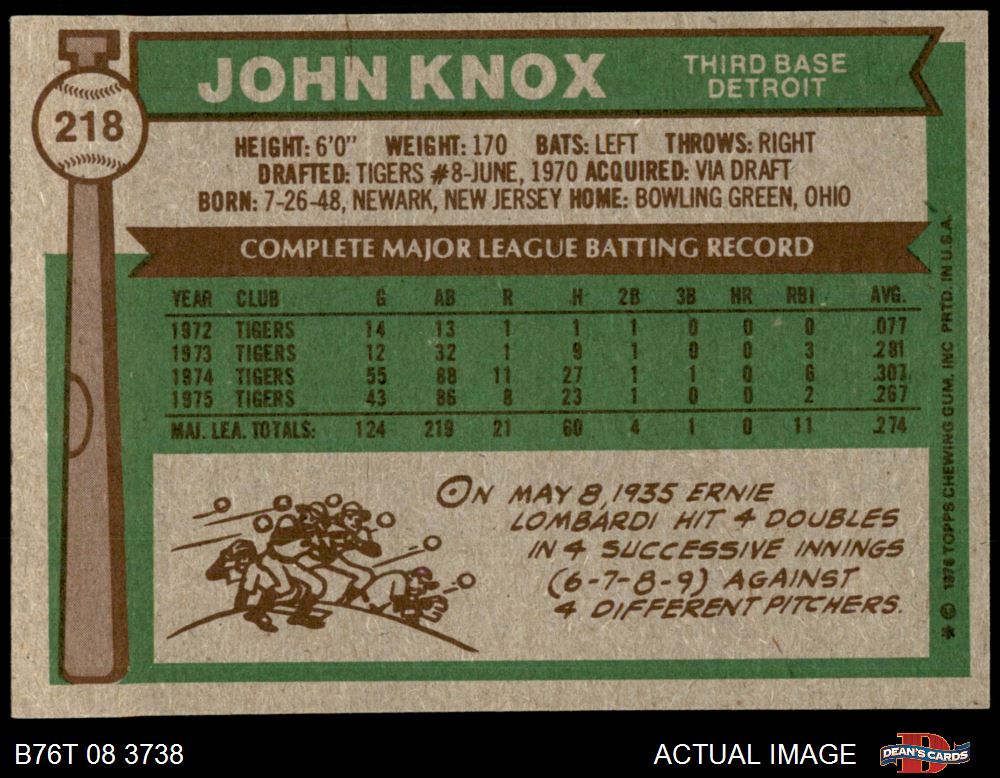 218
JOHN KNOX
THIRD BASE
DETROIT
HEIGHT: 6'0" WEIGHT: 170 BATS: LEFT THROWS: RIGHT
DRAFTED: TIGERS #8-JUNE, 1970 ACQUIRED: VIA DRAFT
BORN: 7-26-48, NEWARK, NEW JERSEY HOME: BOWLING GREEN, OHIO
COMPLETE MAJOR LEAGUE BATTING RECORD
YEAR CLUB G AB R H 2B 3B HR RBI AVG.
1972 TIGERS 14 13 1 1 1 0 0 0 .077
1973 TIGERS 12 32 1 9 1 0 0 3 .281
1974 TIGERS 55 88 11 27 1 1 0 6 .307
1975 TIGERS 43 86 8 23 1 0 0 2 .267
MAJ. LEA. TOTALS: 124 219 21 60 4 1 0 11 .274
ON MAY 8, 1935 ERNIE
LOMBARDI HIT 4 DOUBLES
IN 4 SUCCESSIVE INNINGS
(6-7-8-9) AGAINST
4 DIFFERENT PITCHERS.
* © 1976 TOPPS CHEWING GUM, INC PRTD. IN U.S.A.
B76T 08 3738
ACTUAL IMAGE
D
DEAN'S CARDS